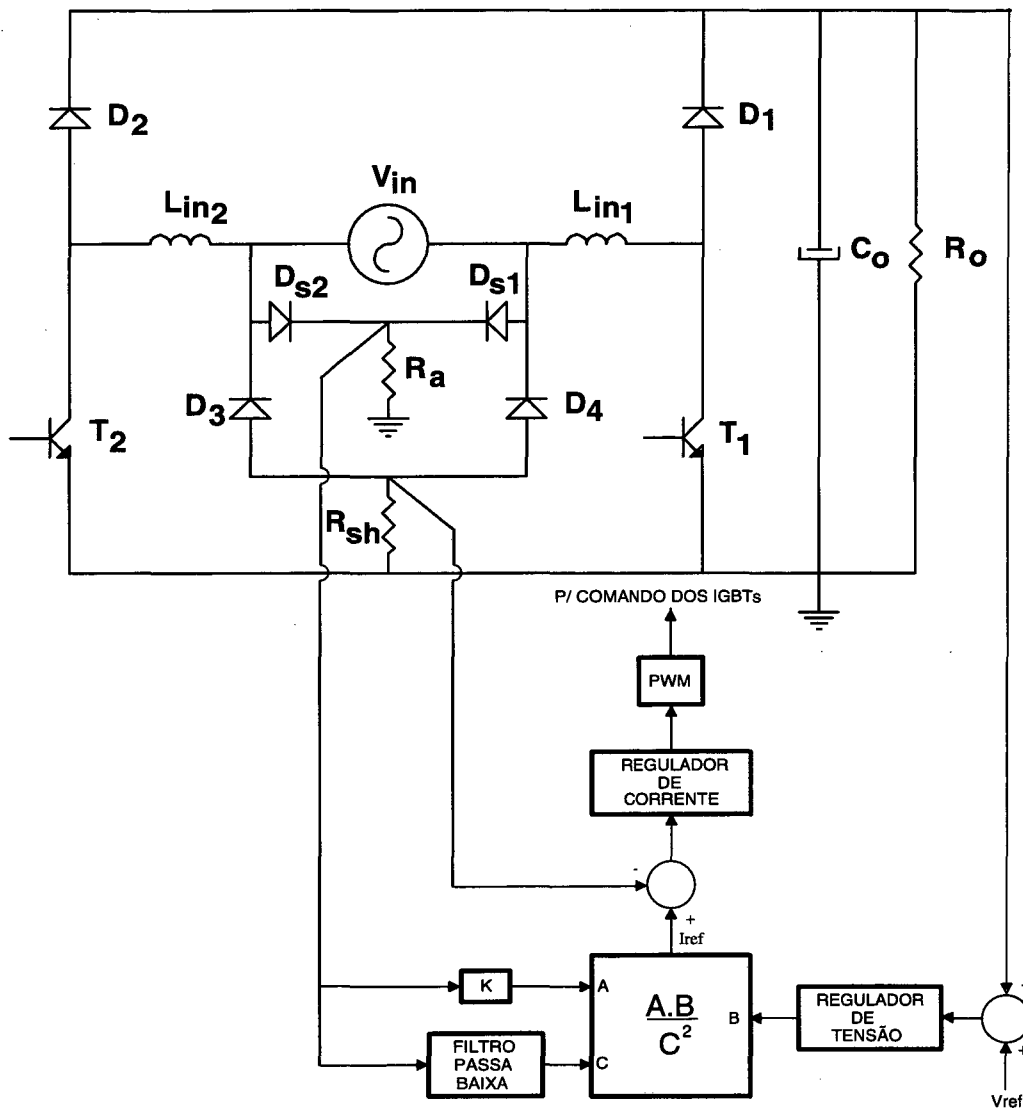 D2
D1
Vin
Lin2
Lin1
Co
Ro
Ds2
Ds1
Ra
D3
D4
T2
T1
Rsh
P/ COMANDO DOS IGBTs
PWM
REGULADOR
DE
CORRENTE
-
+
Iref
K
A
A.B
C²
B
C
FILTRO
PASSA
BAIXA
REGULADOR
DE
TENSÃO
-
+
Vref